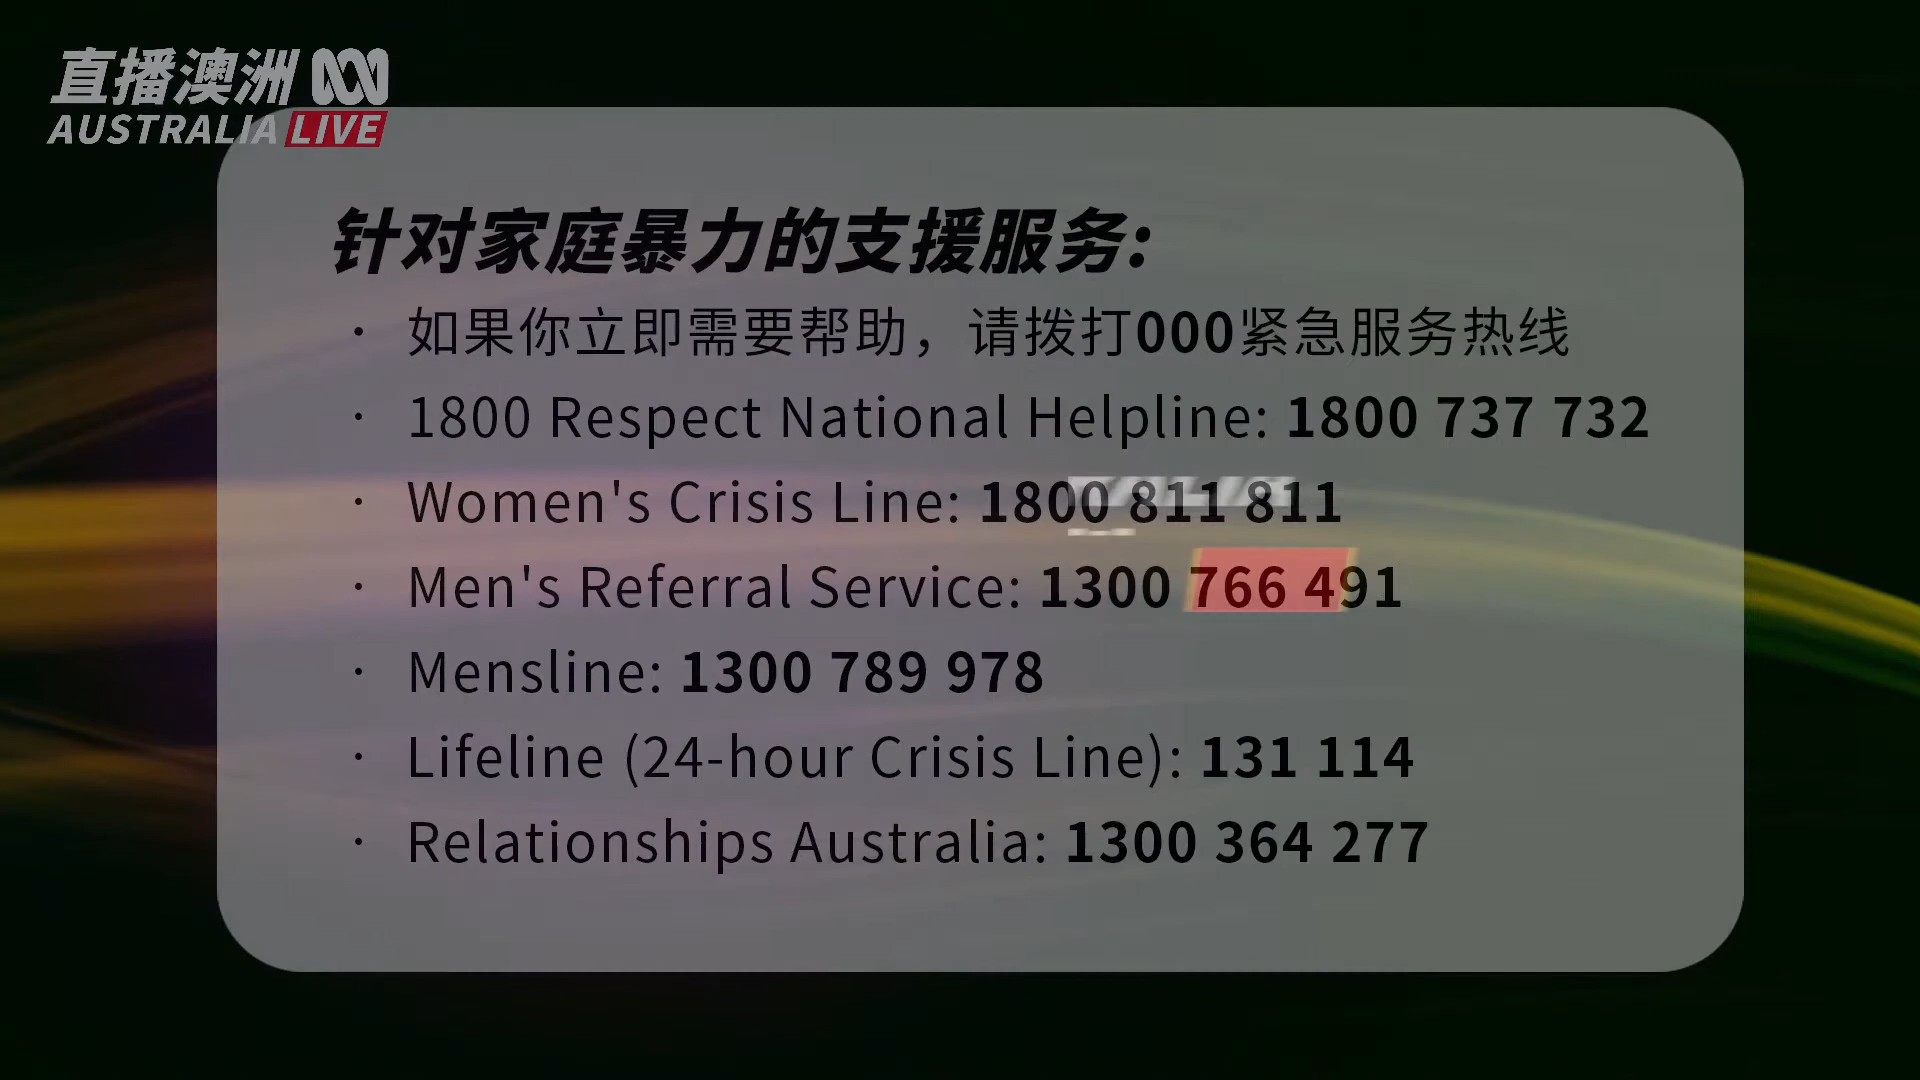 直播澳洲
AUSTRALIA LIVE
针对家庭暴力的支援服务:
· 如果你立即需要帮助，请拨打000紧急服务热线
· 1800 Respect National Helpline: 1800 737 732
· Women's Crisis Line: 1800 811 811
· Men's Referral Service: 1300 766 491
· Mensline: 1300 789 978
· Lifeline (24-hour Crisis Line): 131 114
· Relationships Australia: 1300 364 277